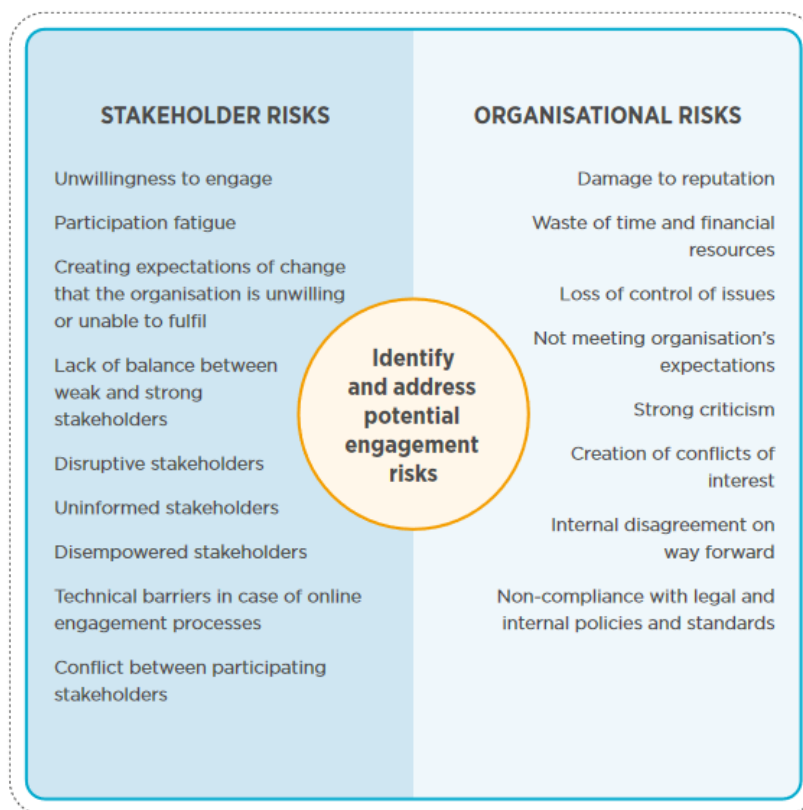 STAKEHOLDER RISKS
Unwillingness to engage
Participation fatigue
Creating expectations of change
that the organisation is unwilling
or unable to fulfil
Lack of balance between
weak and strong
stakeholders
Disruptive stakeholders
Uninformed stakeholders
Disempowered stakeholders
Technical barriers in case of online
engagement processes
Conflict between participating
stakeholders
Identify
and address
potential
engagement
risks
ORGANISATIONAL RISKS
Damage to reputation
Waste of time and financial
resources
Loss of control of issues
Not meeting organisation's
expectations
Strong criticism
Creation of conflicts of
interest
Internal disagreement on
way forward
Non-compliance with legal and
internal policies and standards